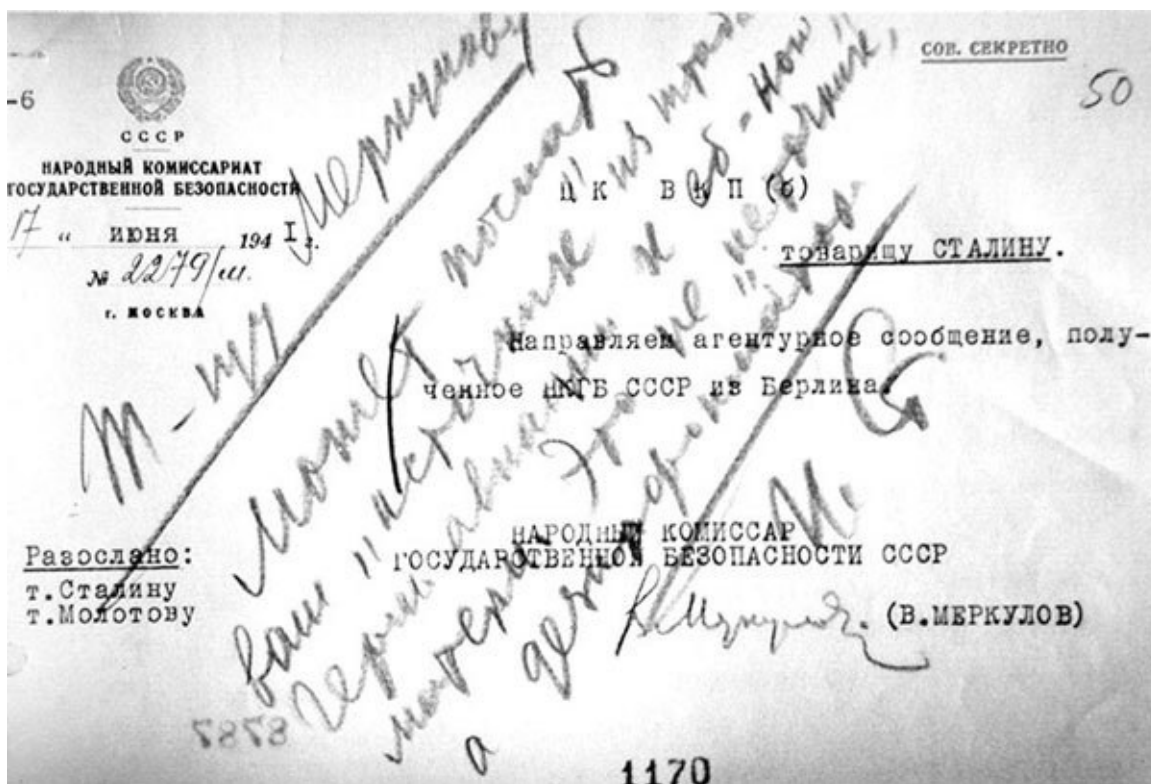 СОВ. СЕКРЕТНО
50
-6
СССР
НАРОДНЫЙ КОМИССАРИАТ
ГОСУДАРСТВЕННОЙ БЕЗОПАСНОСТИ
17 " ИЮНЯ 194 I г.
№ 2279/м
г. МОСКВА
ЦК ВКП(б)
товарищу СТАЛИНУ.
Направляем агентурное сообщение, полу-
ченное НКГБ СССР из Берлина.
НАРОДНЫЙ КОМИССАР
ГОСУДАРСТВЕННОЙ БЕЗОПАСНОСТИ СССР
(В.МЕРКУЛОВ)
Разослано:
т.Сталину
т.Молотову
Т-щу Меркулову
Может послать
ваш "источник" из штаба
герм. авиации к еб-ной
матери. Это не "источник",
а дезинформатор.
И. Ст
1170